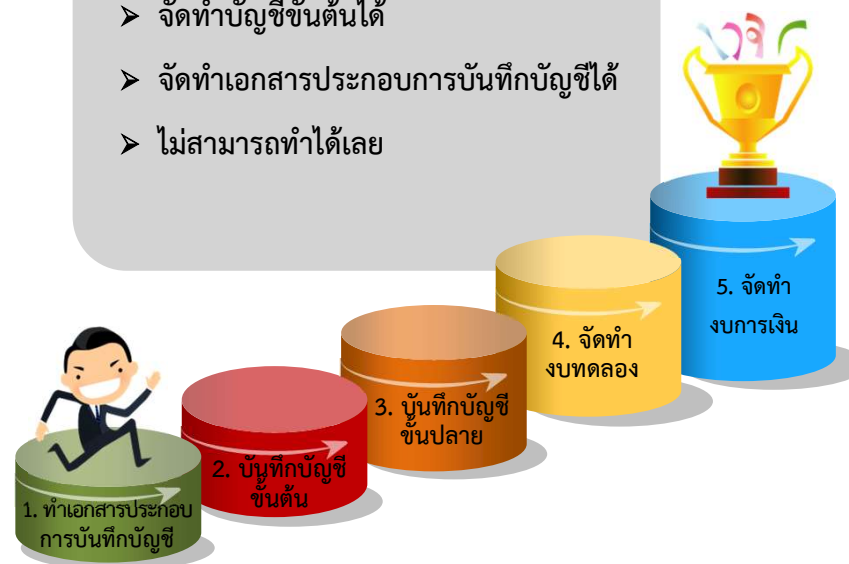 ➤ จัดทำบัญชีขั้นต้นได้
➤ จัดทำเอกสารประกอบการบันทึกบัญชีได้
➤ ไม่สามารถทำได้เลย
5. จัดทำ
งบการเงิน
4. จัดทำ
งบทดลอง
3. บันทึกบัญชี
ขั้นปลาย
2. บันทึกบัญชี
ขั้นต้น
1. ทำเอกสารประกอบ
การบันทึกบัญชี